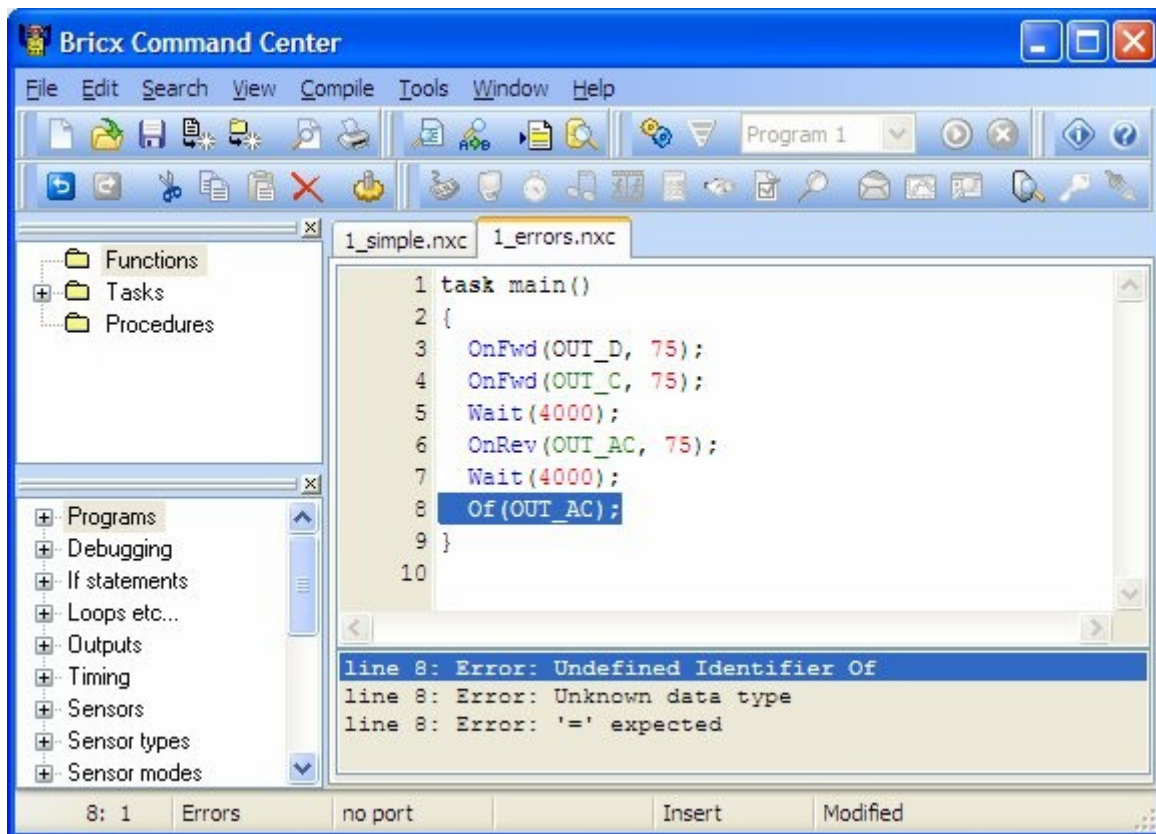 Bricx Command Center
File Edit Search View Compile Tools Window Help
Program 1
Functions
Tasks
Procedures
1_simple.nxc 1_errors.nxc
1 task main()
2 {
3 OnFwd(OUT_D, 75);
4 OnFwd(OUT_C, 75);
5 Wait(4000);
6 OnRev(OUT_AC, 75);
7 Wait(4000);
8 Of(OUT_AC);
9 }
10
Programs
Debugging
If statements
Loops etc...
Outputs
Timing
Sensors
Sensor types
Sensor modes
line 8: Error: Undefined Identifier Of
line 8: Error: Unknown data type
line 8: Error: '=' expected
8: 1 Errors no port Insert Modified